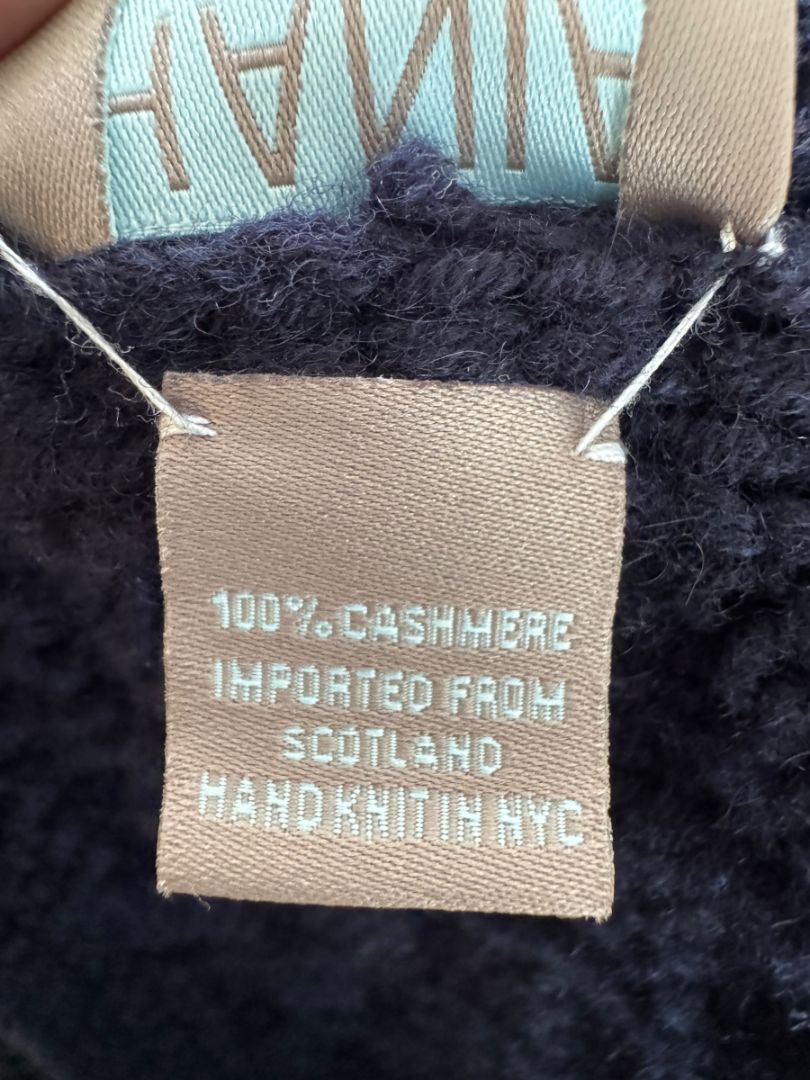 100% CASHMERE
IMPORTED FROM
SCOTLAND
HAND KNIT IN NYC